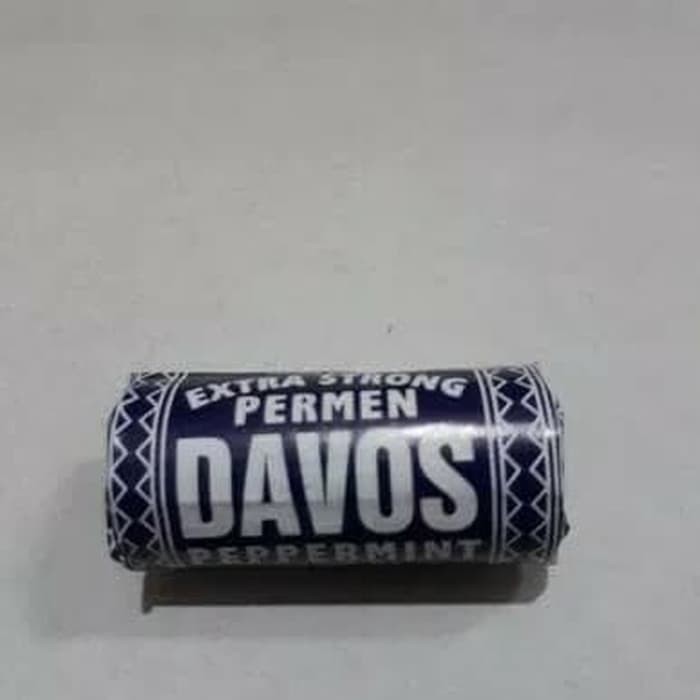 EXTRA STRONG
PERMEN
DAVOS
PEPPERMINT